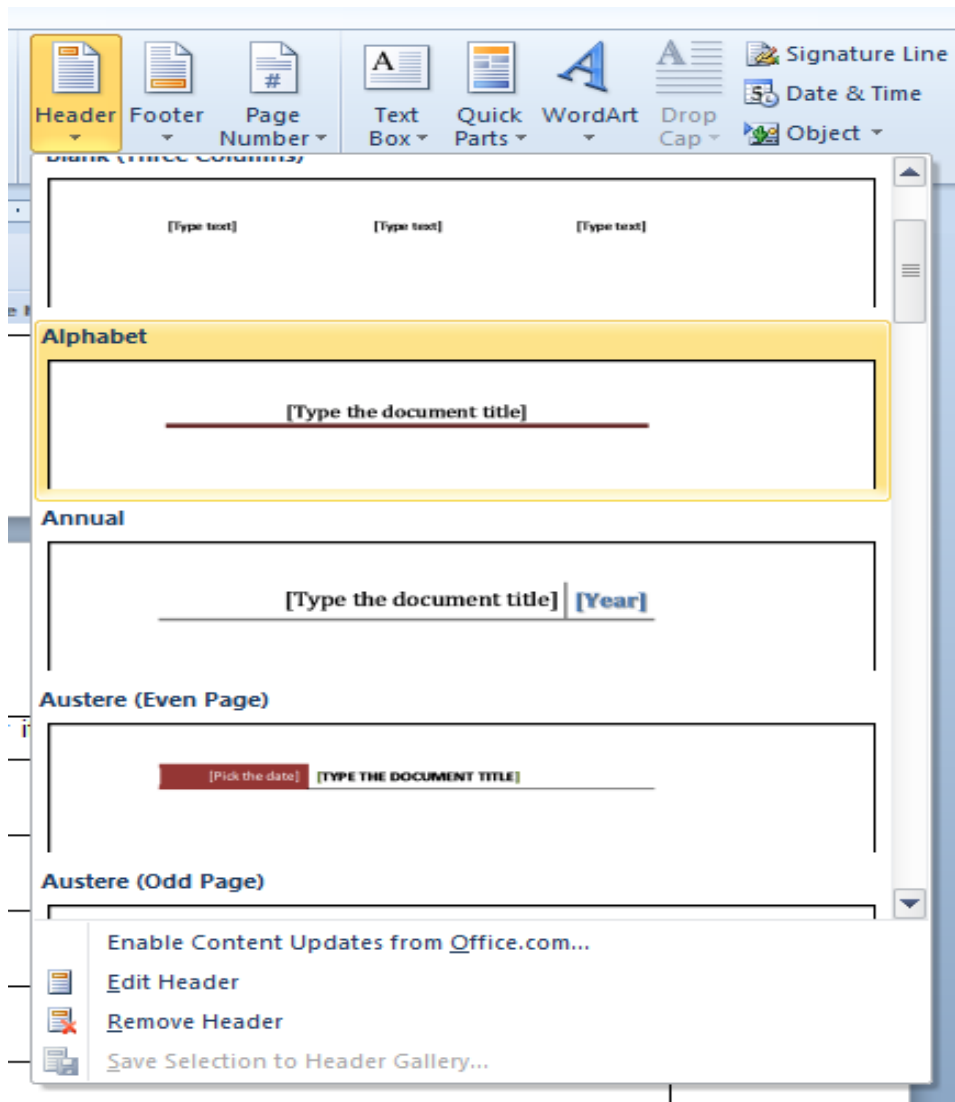 Header Footer Page Number Text Box Quick Parts WordArt Drop Cap Signature Line
Date & Time
Object
Blank (Three Columns)
[Type text] [Type text] [Type text]
Alphabet
[Type the document title]
Annual
[Type the document title] [Year]
Austere (Even Page)
[Pick the date] [TYPE THE DOCUMENT TITLE]
Austere (Odd Page)
Enable Content Updates from Office.com...
Edit Header
Remove Header
Save Selection to Header Gallery...